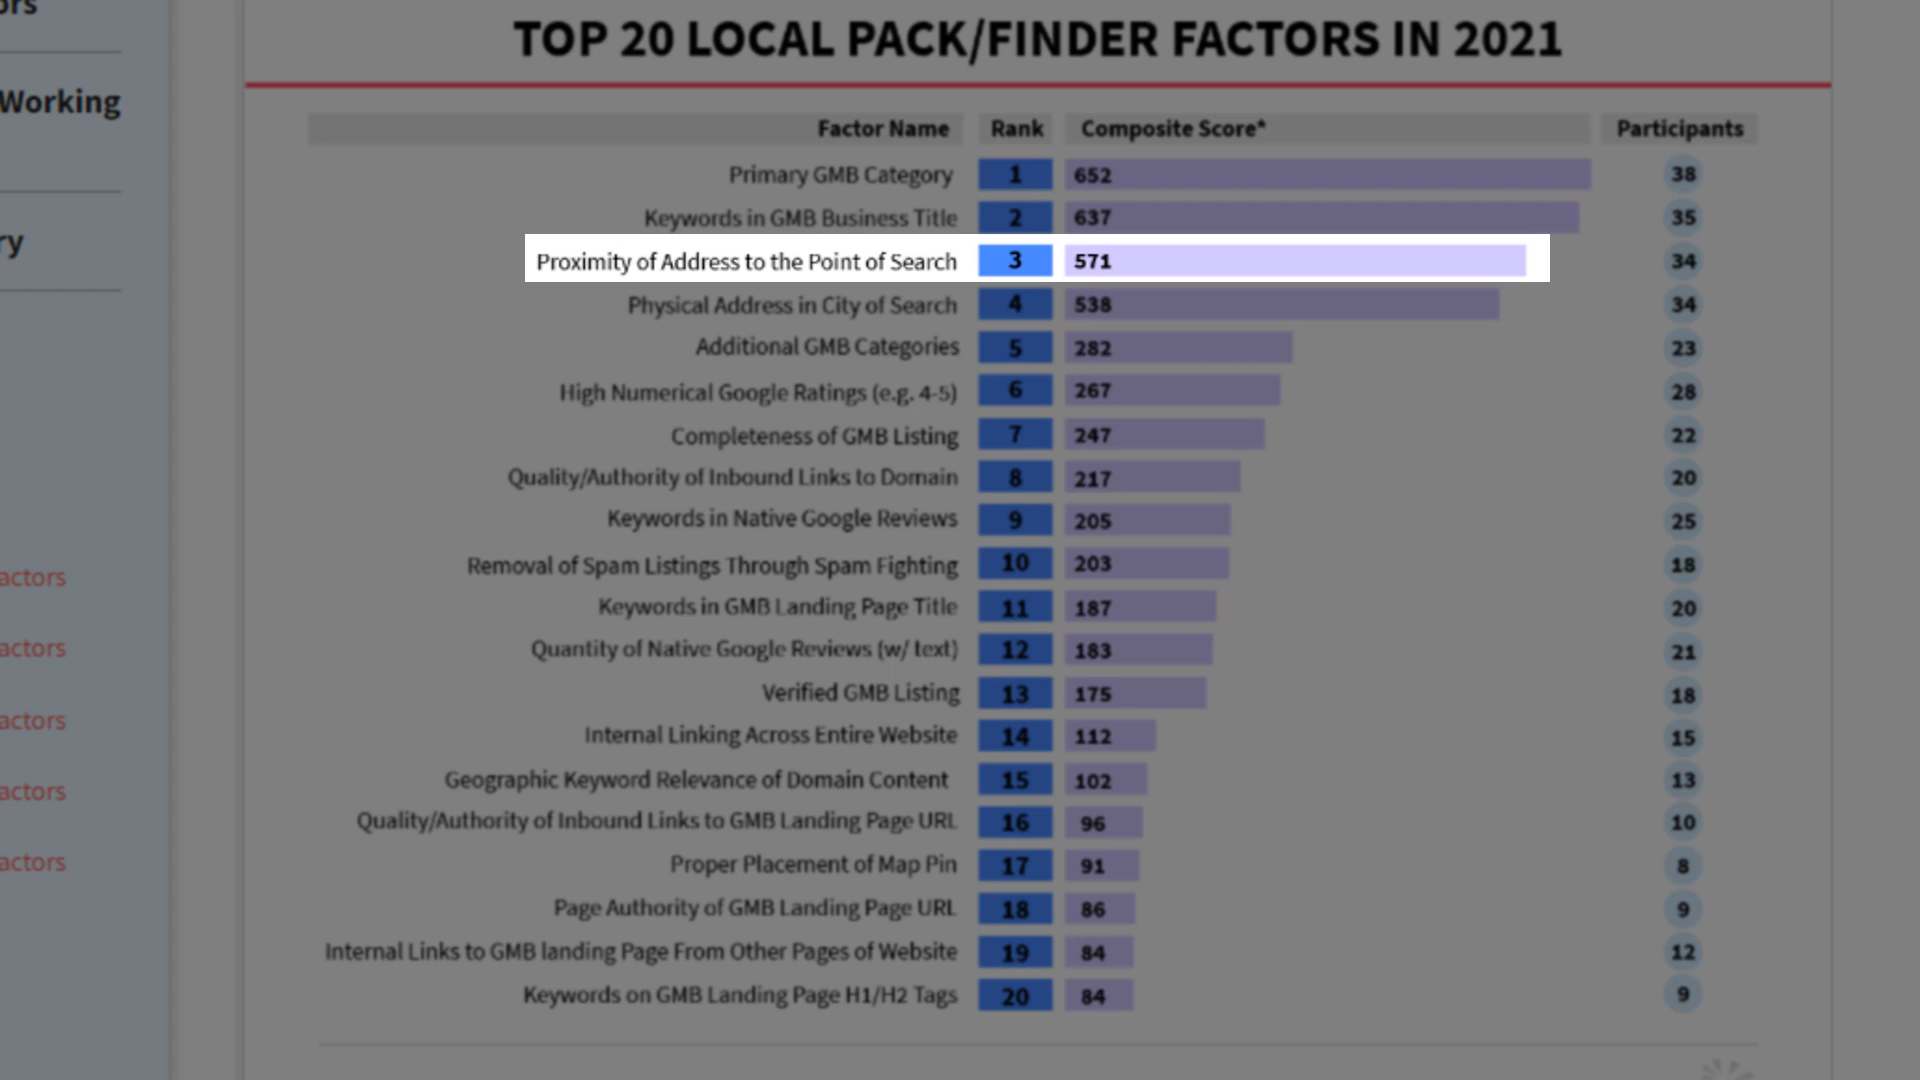 ors
Working
ry
actors
actors
actors
actors
actors
TOP 20 LOCAL PACK/FINDER FACTORS IN 2021
Factor Name Rank Composite Score* Participants
Primary GMB Category 1 652 38
Keywords in GMB Business Title 2 637 35
Proximity of Address to the Point of Search 3 571 34
Physical Address in City of Search 4 538 34
Additional GMB Categories 5 282 23
High Numerical Google Ratings (e.g. 4-5) 6 267 28
Completeness of GMB Listing 7 247 22
Quality/Authority of Inbound Links to Domain 8 217 20
Keywords in Native Google Reviews 9 205 25
Removal of Spam Listings Through Spam Fighting 10 203 18
Keywords in GMB Landing Page Title 11 187 20
Quantity of Native Google Reviews (w/ text) 12 183 21
Verified GMB Listing 13 175 18
Internal Linking Across Entire Website 14 112 15
Geographic Keyword Relevance of Domain Content 15 102 13
Quality/Authority of Inbound Links to GMB Landing Page URL 16 96 10
Proper Placement of Map Pin 17 91 8
Page Authority of GMB Landing Page URL 18 86 9
Internal Links to GMB landing Page From Other Pages of Website 19 84 12
Keywords on GMB Landing Page H1/H2 Tags 20 84 9